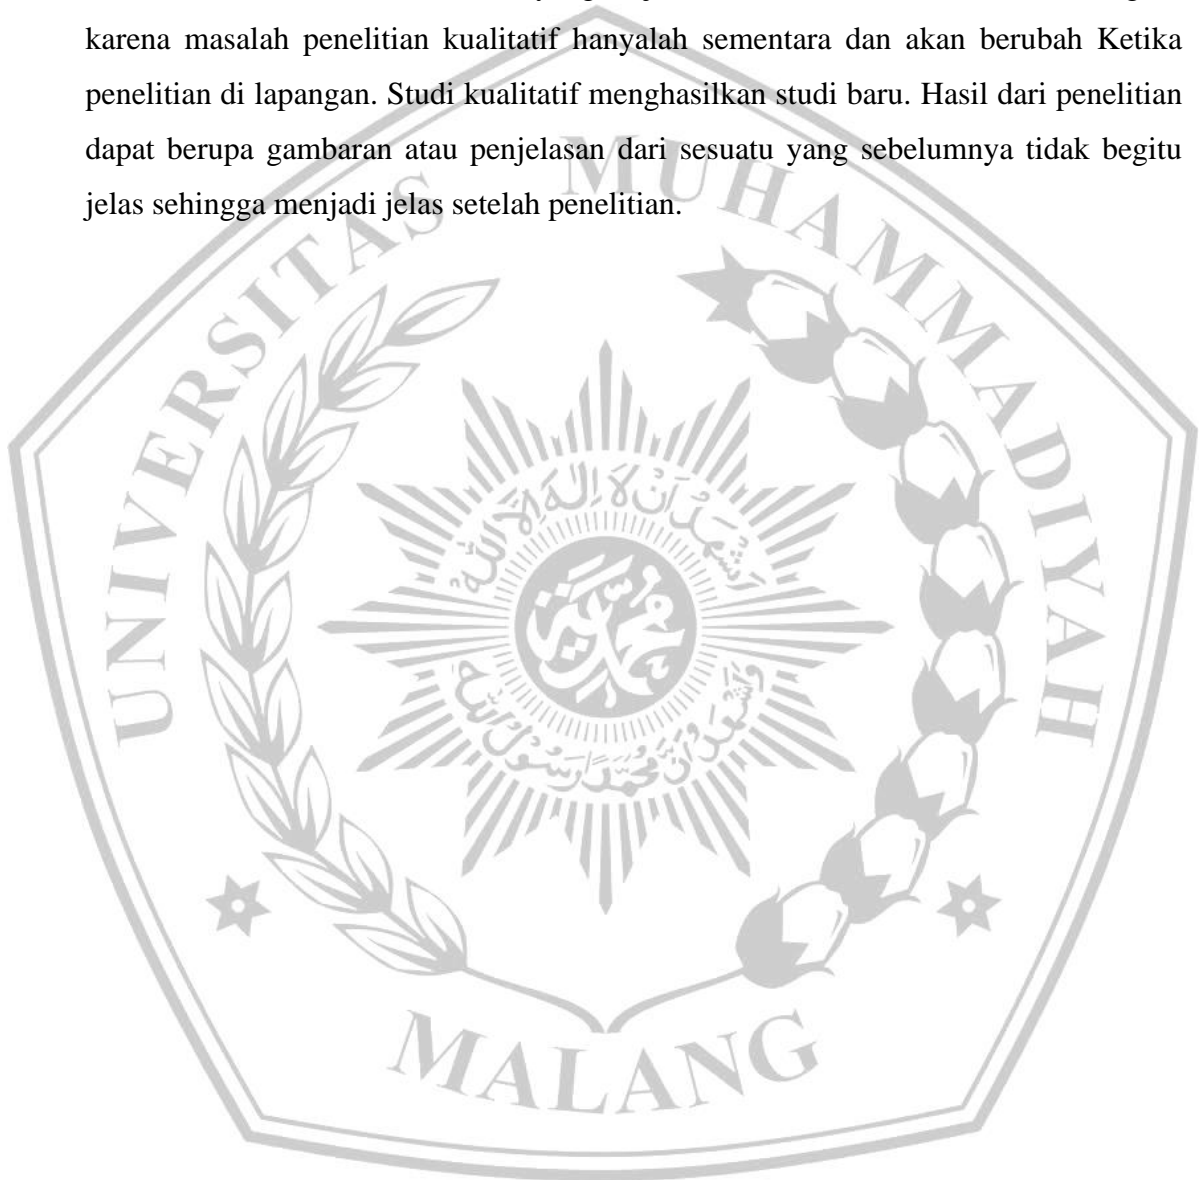 karena masalah penelitian kualitatif hanyalah sementara dan akan berubah Ketika
penelitian di lapangan. Studi kualitatif menghasilkan studi baru. Hasil dari penelitian
dapat berupa gambaran atau penjelasan dari sesuatu yang sebelumnya tidak begitu
jelas sehingga menjadi jelas setelah penelitian.
UNIVERSITAS MUHAMMADIYAH
MALANG